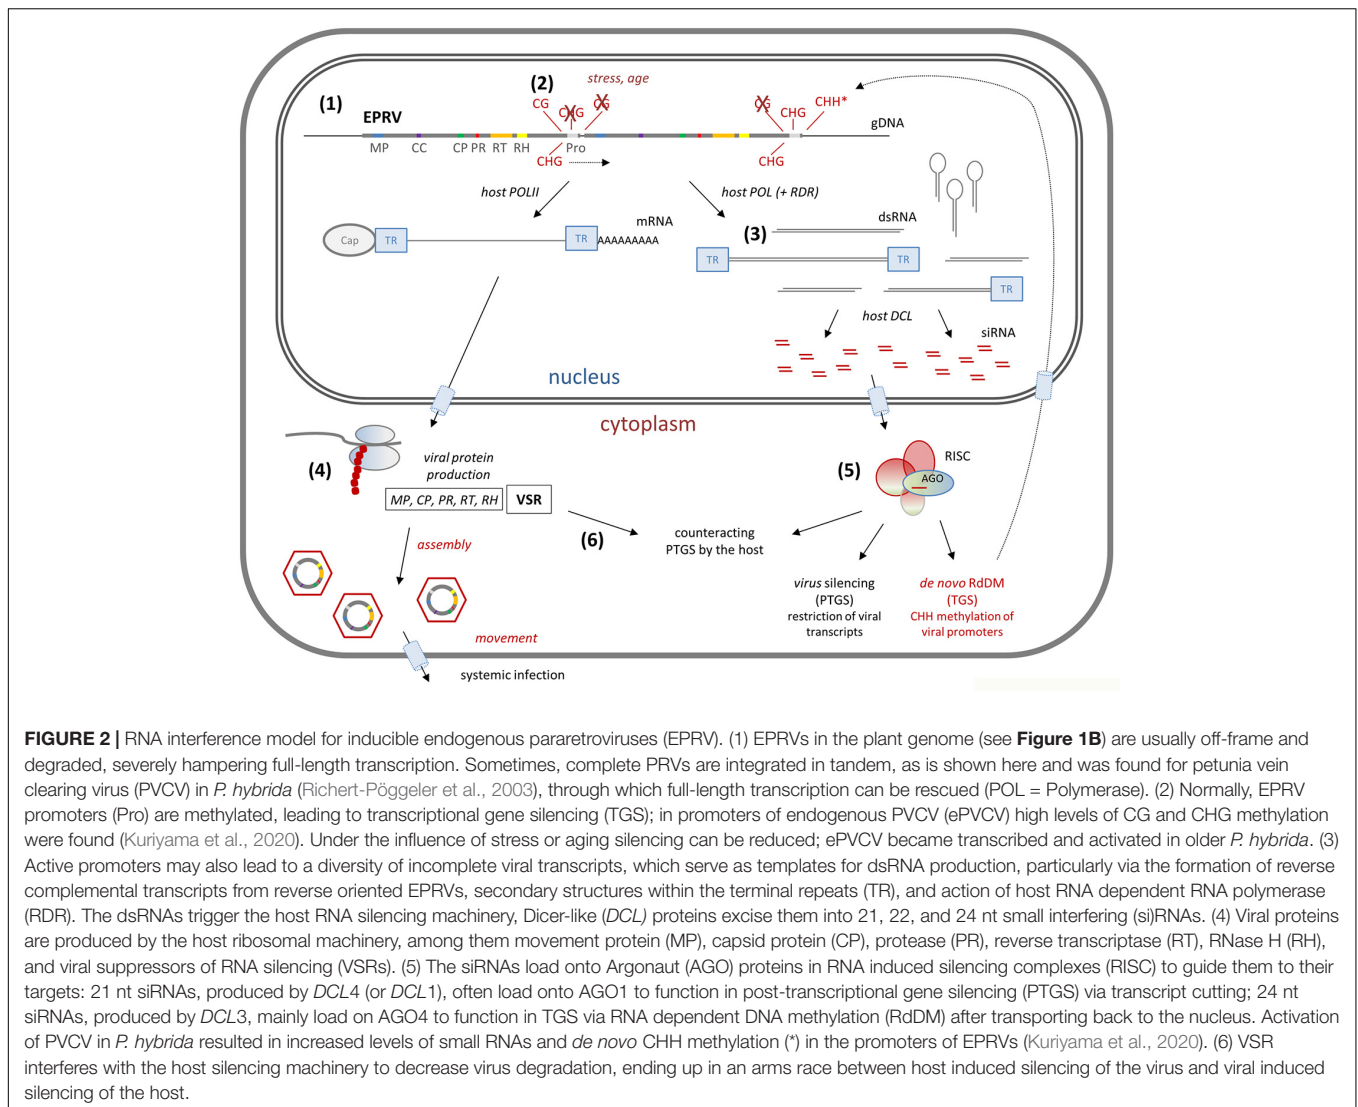 (1)
(2)
stress, age
CG
CHG
CG
CG
CHG
CHH*
EPRV
gDNA
MP
CC
CP
PR
RT
RH
Pro
CHG
CHG
host POLII
host POL (+ RDR)
mRNA
dsRNA
(3)
Cap
TR
TR
AAAAAAAAA
TR
TR
TR
host DCL
siRNA
nucleus
cytoplasm
(4)
viral protein
production
MP, CP, PR, RT, RH
VSR
(5)
RISC
AGO
(6)
counteracting
PTGS by the host
assembly
virus silencing
(PTGS)
restriction of viral
transcripts
de novo RdDM
(TGS)
CHH methylation of
viral promoters
movement
systemic infection
FIGURE 2 | RNA interference model for inducible endogenous pararetroviruses (EPRV). (1) EPRVs in the plant genome (see Figure 1B) are usually off-frame and
degraded, severely hampering full-length transcription. Sometimes, complete PRVs are integrated in tandem, as is shown here and was found for petunia vein
clearing virus (PVCV) in P. hybrida (Richert-Pöggeler et al., 2003), through which full-length transcription can be rescued (POL = Polymerase). (2) Normally, EPRV
promoters (Pro) are methylated, leading to transcriptional gene silencing (TGS); in promoters of endogenous PVCV (ePVCV) high levels of CG and CHG methylation
were found (Kuriyama et al., 2020). Under the influence of stress or aging silencing can be reduced; ePVCV became transcribed and activated in older P. hybrida. (3)
Active promoters may also lead to a diversity of incomplete viral transcripts, which serve as templates for dsRNA production, particularly via the formation of reverse
complemental transcripts from reverse oriented EPRVs, secondary structures within the terminal repeats (TR), and action of host RNA dependent RNA polymerase
(RDR). The dsRNAs trigger the host RNA silencing machinery, Dicer-like (DCL) proteins excise them into 21, 22, and 24 nt small interfering (si)RNAs. (4) Viral proteins
are produced by the host ribosomal machinery, among them movement protein (MP), capsid protein (CP), protease (PR), reverse transcriptase (RT), RNase H (RH),
and viral suppressors of RNA silencing (VSRs). (5) The siRNAs load onto Argonaut (AGO) proteins in RNA induced silencing complexes (RISC) to guide them to their
targets: 21 nt siRNAs, produced by DCL4 (or DCL1), often load onto AGO1 to function in post-transcriptional gene silencing (PTGS) via transcript cutting; 24 nt
siRNAs, produced by DCL3, mainly load on AGO4 to function in TGS via RNA dependent DNA methylation (RdDM) after transporting back to the nucleus. Activation
of PVCV in P. hybrida resulted in increased levels of small RNAs and de novo CHH methylation (*) in the promoters of EPRVs (Kuriyama et al., 2020). (6) VSR
interferes with the host silencing machinery to decrease virus degradation, ending up in an arms race between host induced silencing of the virus and viral induced
silencing of the host.